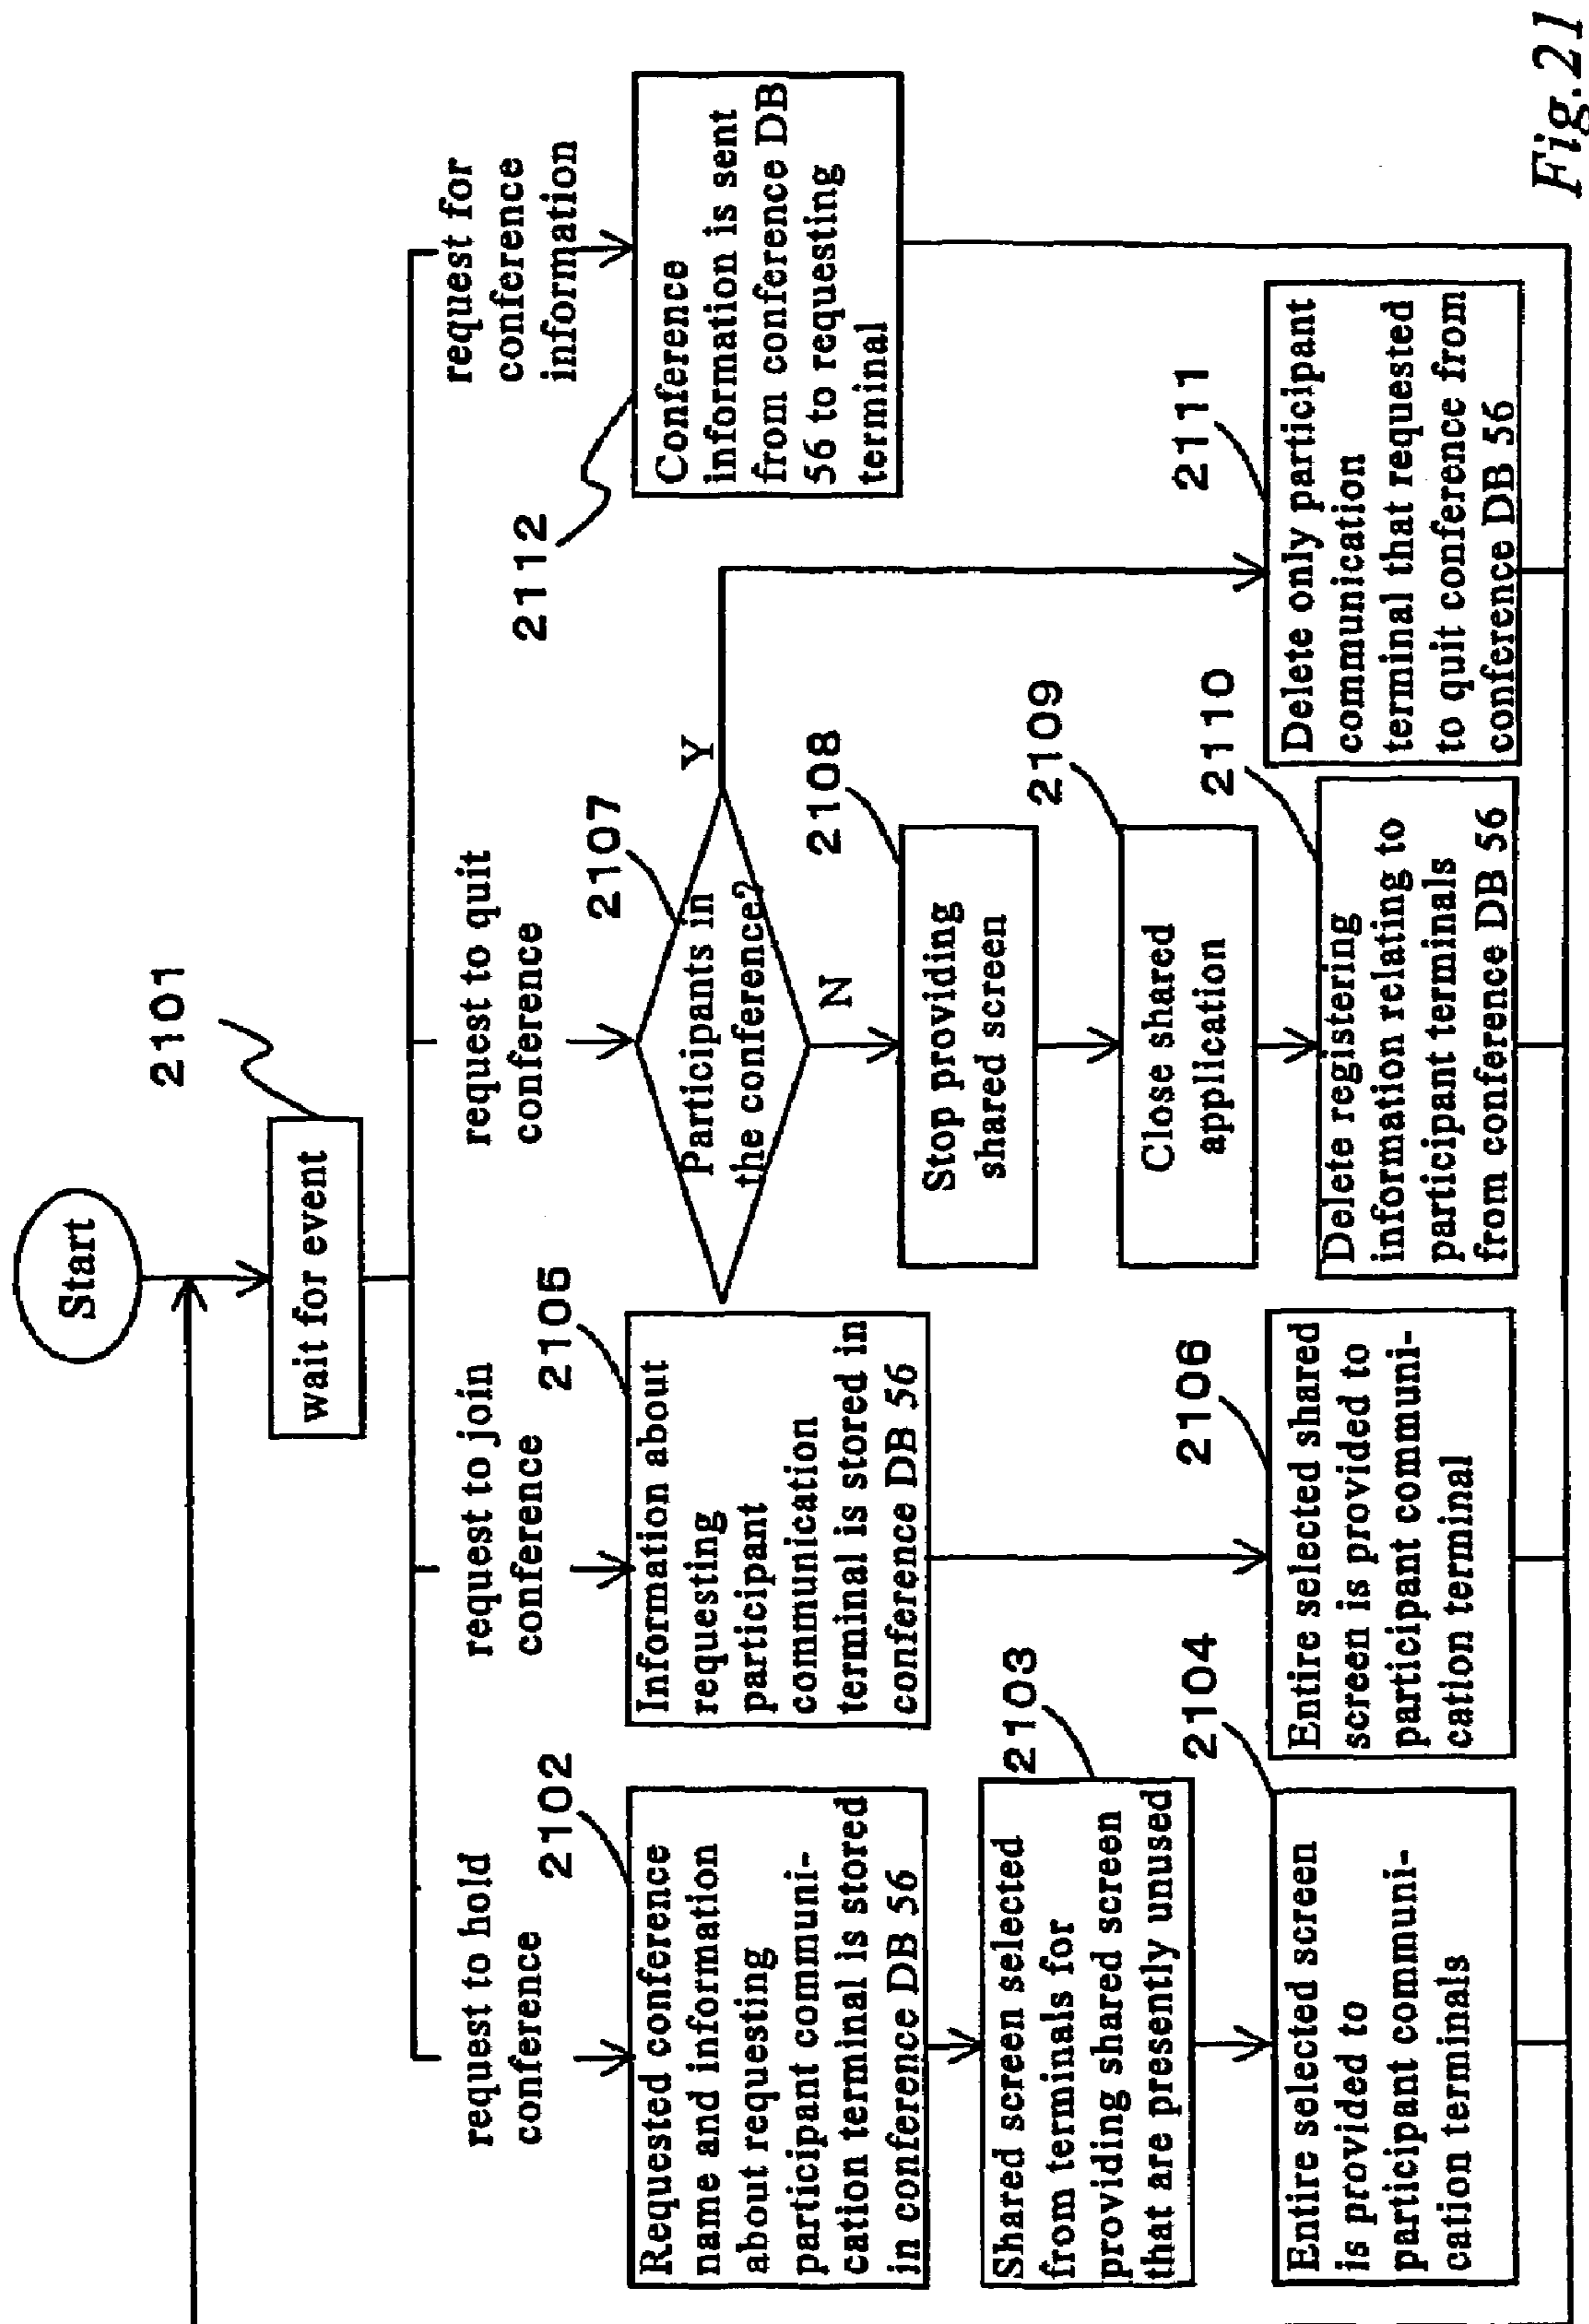 Start
2101
wait for event
request to hold
conference
request to join
conference
request to quit
conference
request for
conference
information
2102
Requested conference
name and information
about requesting
participant communi-
cation terminal is stored
in conference DB 56
2103
Shared screen selected
from terminals for
providing shared screen
that are presently unused
2104
Entire selected screen
is provided to
participant communi-
cation terminals
2105
Information about
requesting
participant
communication
terminal is stored in
conference DB 56
2106
Entire selected shared
screen is provided to
participant communi-
cation terminal
2107
Participants in
the conference?
Y
N
2108
Stop providing
shared screen
2109
Close shared
application
2110
Delete registering
information relating to
participant terminals
from conference DB 56
2111
Delete only participant
communication
terminal that requested
to quit conference from
conference DB 56
2112
Conference
information is sent
from conference DB
56 to requesting
terminal
Fig.21